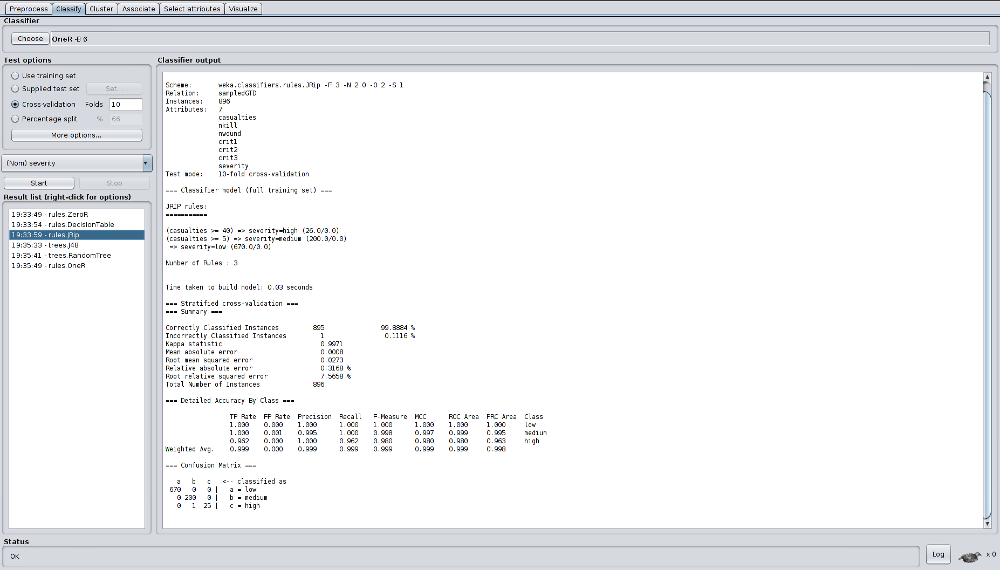 Preprocess Classify Cluster Associate Select attributes Visualize
Classifier
Choose OneR -B 6
Test options
Use training set
Supplied test set Set...
Cross-validation Folds 10
Percentage split % 66
More options...
(Nom) severity
Start Stop
Result list (right-click for options)
19:33:49 - rules.ZeroR
19:33:54 - rules.DecisionTable
19:33:59 - rules.JRip
19:35:33 - trees.J48
19:35:41 - trees.RandomTree
19:35:49 - rules.OneR
Classifier output
Scheme: weka.classifiers.rules.JRip -F 3 -N 2.0 -O 2 -S 1
Relation: sampledGTD
Instances: 896
Attributes: 7
casualties
nkill
nwound
crit1
crit2
crit3
severity
Test mode: 10-fold cross-validation
=== Classifier model (full training set) ===
JRIP rules:
===========
(casualties >= 40) => severity=high (26.0/0.0)
(casualties >= 5) => severity=medium (200.0/0.0)
=> severity=low (670.0/0.0)
Number of Rules : 3
Time taken to build model: 0.03 seconds
=== Stratified cross-validation ===
=== Summary ===
Correctly Classified Instances 895 99.8884 %
Incorrectly Classified Instances 1 0.1116 %
Kappa statistic 0.9971
Mean absolute error 0.0008
Root mean squared error 0.0273
Relative absolute error 0.3168 %
Root relative squared error 7.5658 %
Total Number of Instances 896
=== Detailed Accuracy By Class ===
TP Rate FP Rate Precision Recall F-Measure MCC ROC Area PRC Area Class
1.000 0.000 1.000 1.000 1.000 1.000 1.000 1.000 low
1.000 0.001 0.995 1.000 0.998 0.997 0.999 0.995 medium
0.962 0.000 1.000 0.962 0.980 0.980 0.980 0.963 high
Weighted Avg. 0.999 0.000 0.999 0.999 0.999 0.999 0.999 0.998
=== Confusion Matrix ===
a b c <-- classified as
670 0 0 | a = low
0 200 0 | b = medium
0 1 25 | c = high
Status
OK
Log x 0